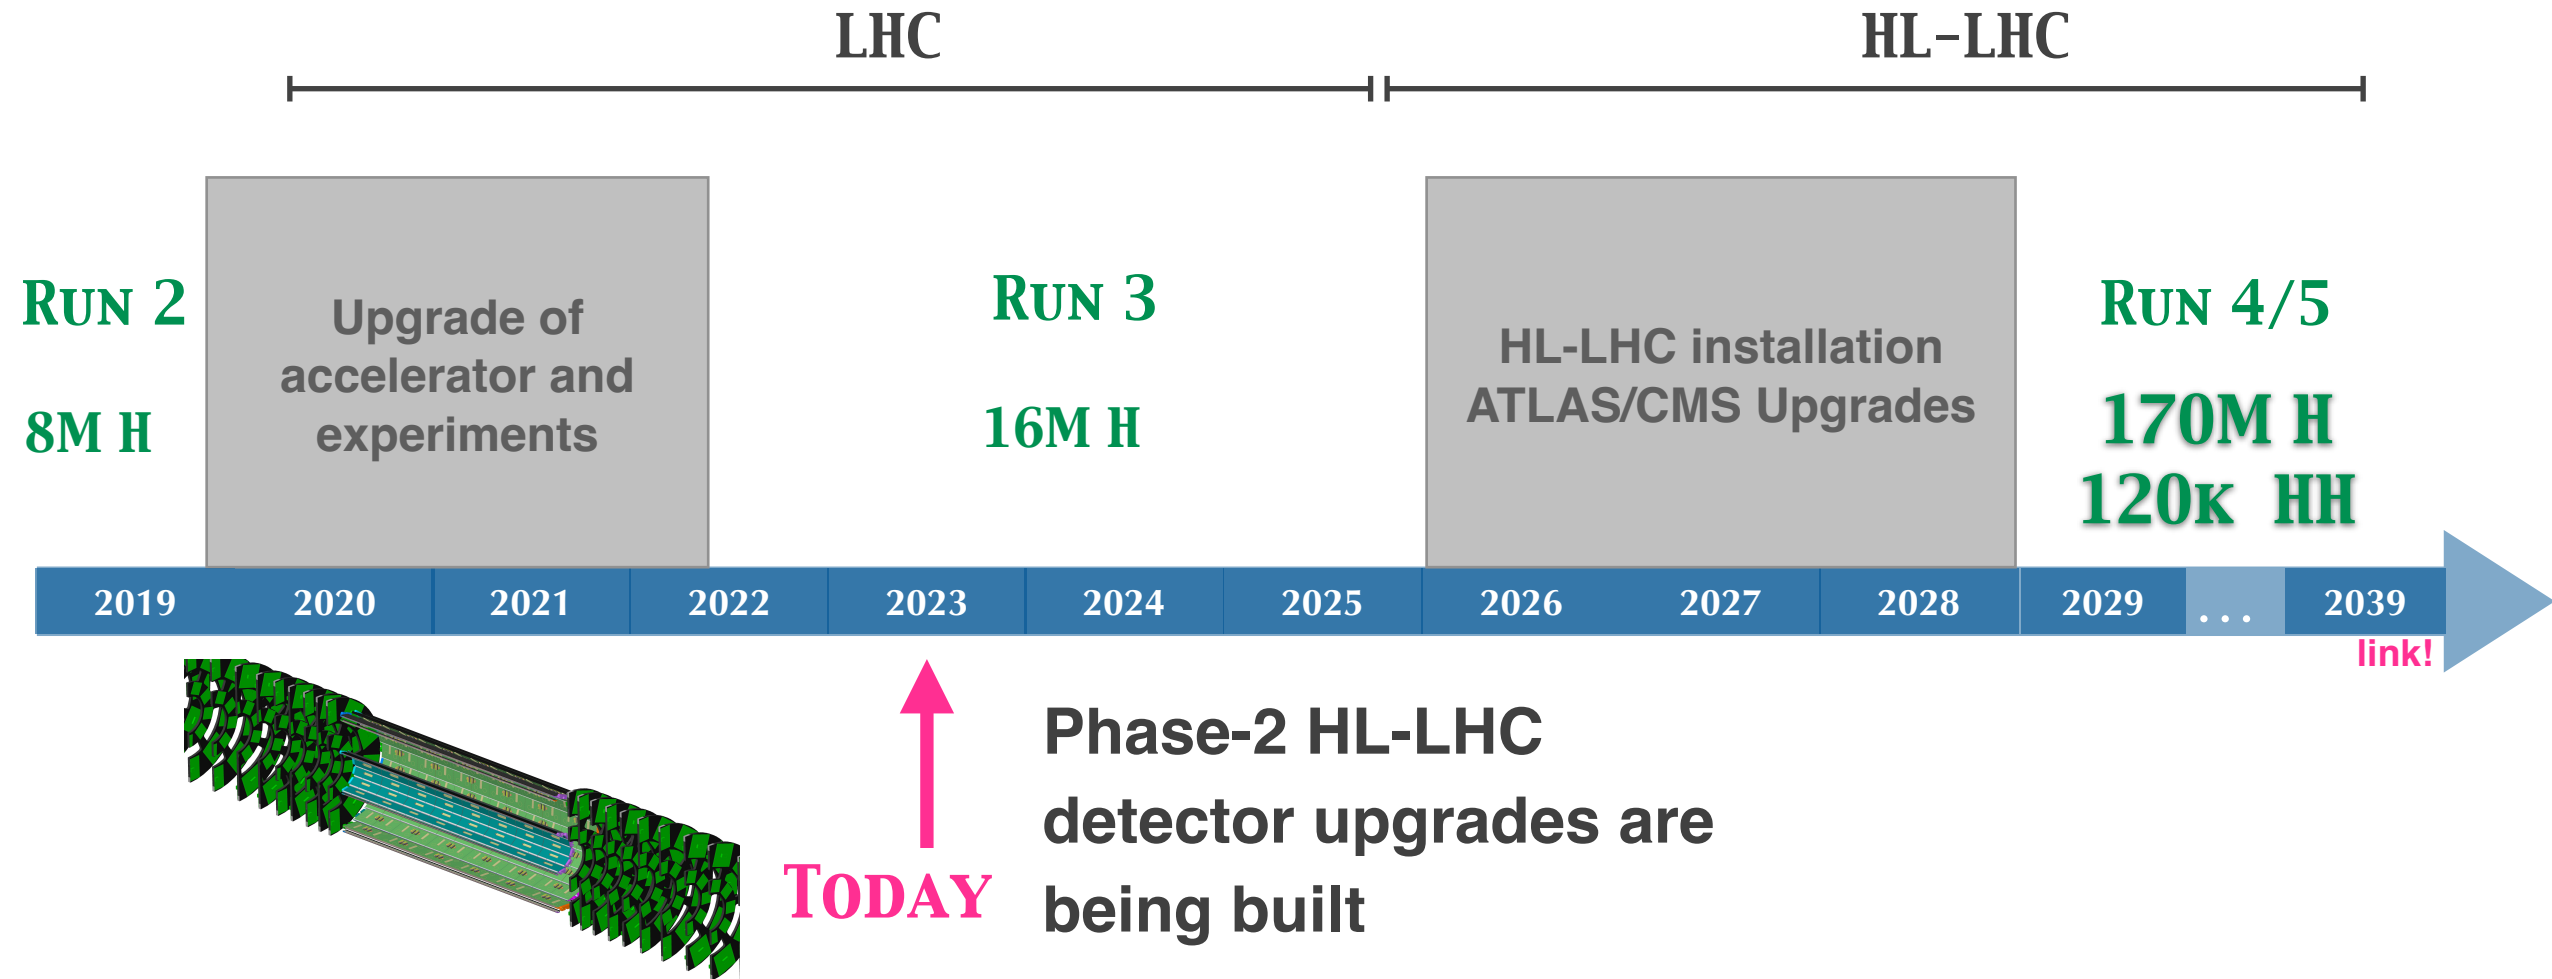 LHC
HL-LHC
Run 2
8M H
Upgrade of
accelerator and
experiments
Run 3
16M H
HL-LHC installation
ATLAS/CMS Upgrades
Run 4/5
170M H
120k HH
2019 2020 2021 2022 2023 2024 2025 2026 2027 2028 2029 ... 2039
link!
Today
Phase-2 HL-LHC
detector upgrades are
being built